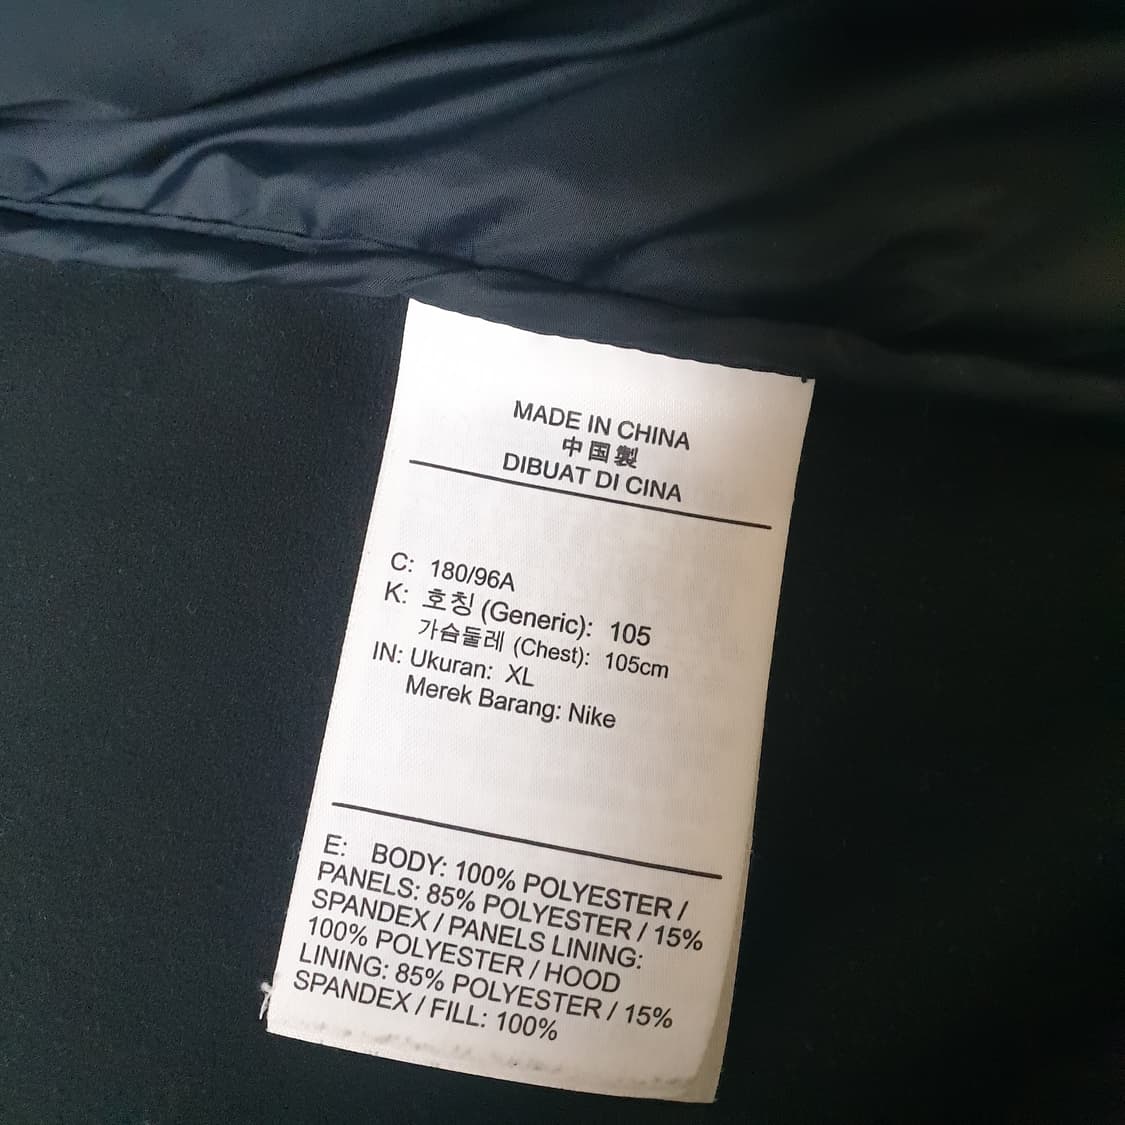 MADE IN CHINA
中国製
DIBUAT DI CINA
C: 180/96A
K: 호칭 (Generic): 105
가슴둘레 (Chest): 105cm
IN: Ukuran: XL
Merek Barang: Nike
E: BODY: 100% POLYESTER /
PANELS: 85% POLYESTER / 15%
SPANDEX / PANELS LINING:
100% POLYESTER / HOOD
LINING: 85% POLYESTER / 15%
SPANDEX / FILL: 100%